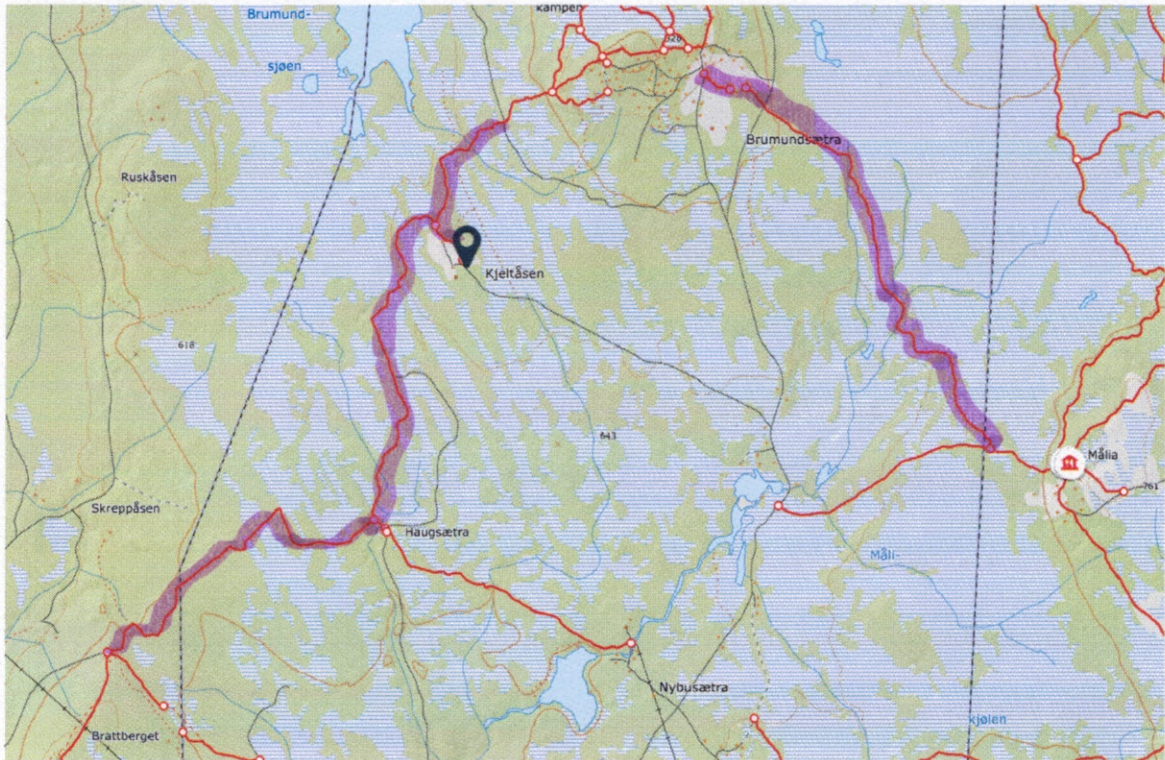 Brumund-
sjøen
kampen
Brumundsætra
Ruskåsen
Kjeltåsen
618
643
Målia
761
Skreppåsen
Haugsætra
Måli-
kjølen
Nybusætra
Brattberget